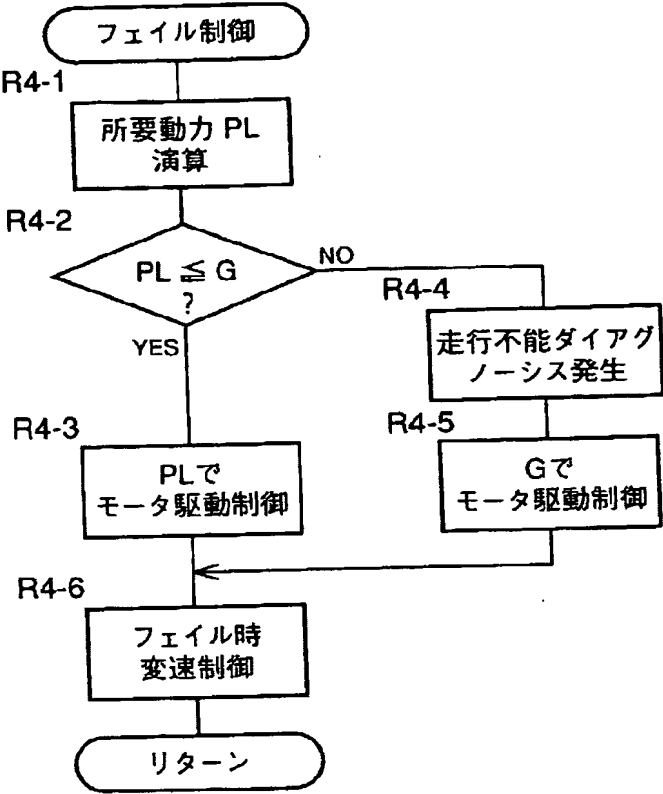 フェイル制御
R4-1
所要動力 PL
演算
R4-2
PL ≦ G
?
NO
YES
R4-4
走行不能ダイアグ
ノーシス発生
R4-3
PLで
モータ駆動制御
R4-5
Gで
モータ駆動制御
R4-6
フェイル時
変速制御
リターン